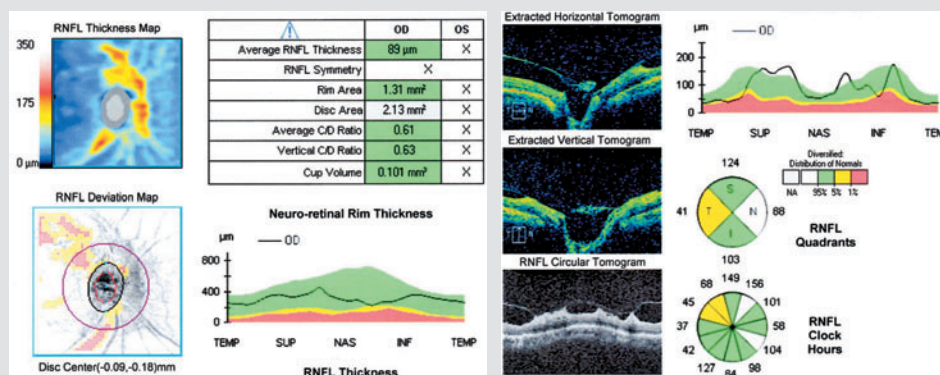 RNFL Thickness Map
350
175
0 µm
OD OS
Average RNFL Thickness 89 µm X
RNFL Symmetry X
Rim Area 1.31 mm² X
Disc Area 2.13 mm² X
Average C/D Ratio 0.61 X
Vertical C/D Ratio 0.63 X
Cup Volume 0.101 mm³ X
RNFL Deviation Map
Disc Center(-0.09,-0.18)mm
Neuro-retinal Rim Thickness
µm OD
800
400
0
TEMP SUP NAS INF TEMP
RNFL Thickness
Extracted Horizontal Tomogram
Extracted Vertical Tomogram
RNFL Circular Tomogram
µm OD
200
100
0
TEMP SUP NAS INF TEMP
Diversified:
Distribution of Normals
NA 95% 5% 1%
124
S
41 T N 88
I
103
RNFL
Quadrants
149
68 156
45 101
37 58
42 104
127 98
84
RNFL
Clock
Hours